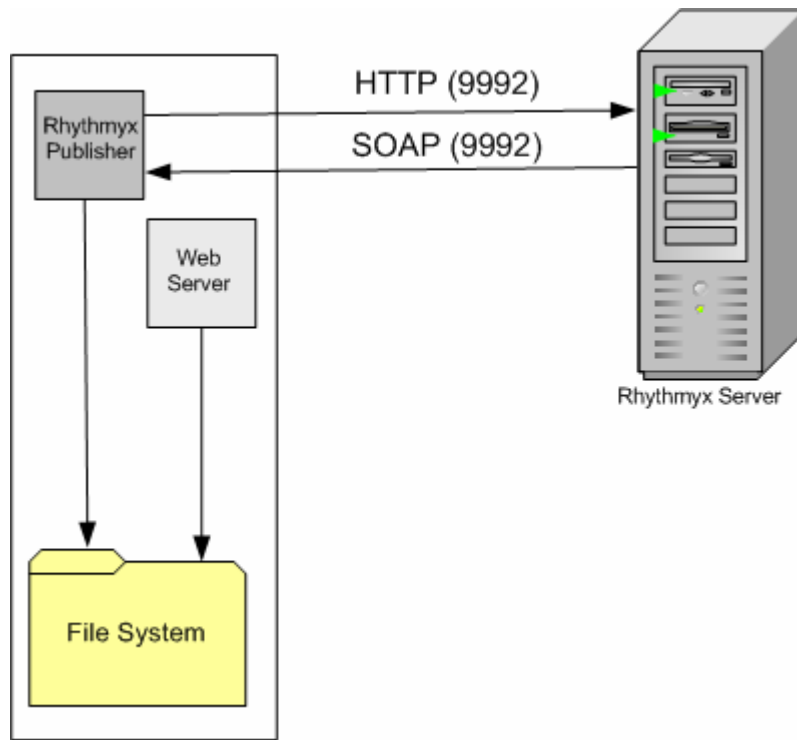 HTTP (9992)
Rhythmyx
Publisher
SOAP (9992)
Web
Server
Rhythmyx Server
File System